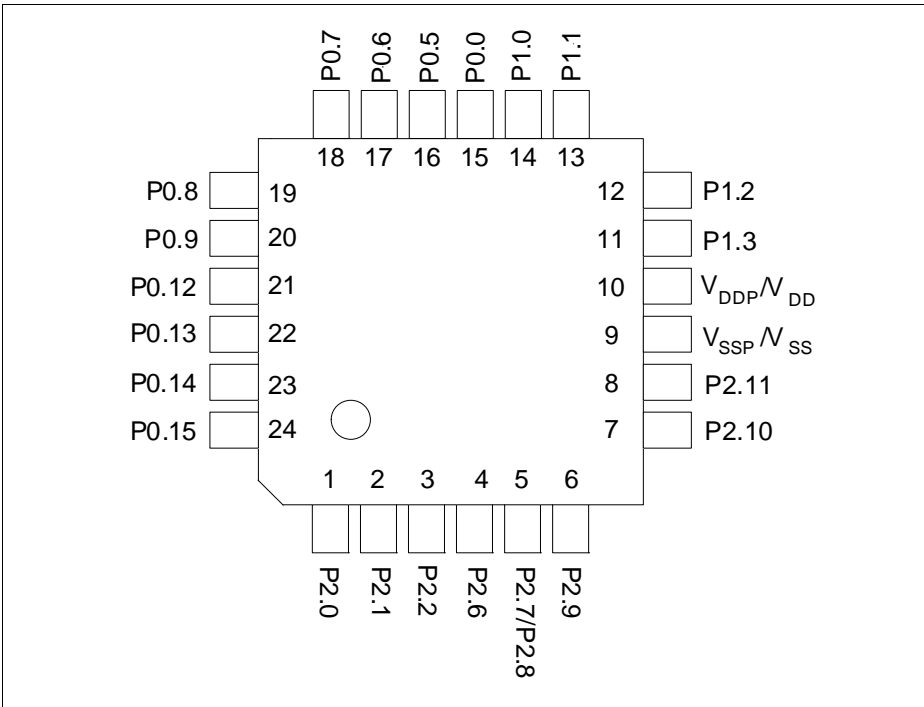 P0.7 P0.6 P0.5 P0.0 P1.0 P1.1
18 17 16 15 14 13
P0.8 19 12 P1.2
P0.9 20 11 P1.3
P0.12 21 10 VDDP/VDD
P0.13 22 9 VSSP/VSS
P0.14 23 8 P2.11
P0.15 24 7 P2.10
1 2 3 4 5 6
P2.0 P2.1 P2.2 P2.6 P2.7/P2.8 P2.9